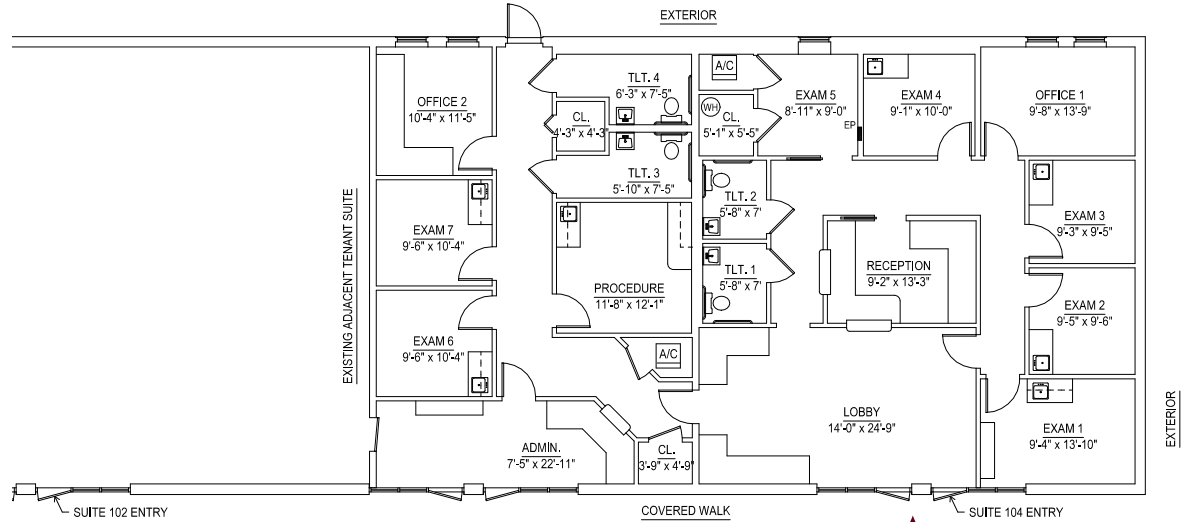 EXTERIOR
OFFICE 2
10'-4" x 11'-5"
TLT. 4
6'-3" x 7'-5"
CL.
4'-3" x 4'-3"
TLT. 3
5'-10" x 7'-5"
A/C
WH
CL.
5'-1" x 5'-5"
EXAM 5
8'-11" x 9'-0"
EP
EXAM 4
9'-1" x 10'-0"
OFFICE 1
9'-8" x 13'-9"
EXISTING ADJACENT TENANT SUITE
EXAM 7
9'-6" x 10'-4"
PROCEDURE
11'-8" x 12'-1"
TLT. 2
5'-8" x 7'
TLT. 1
5'-8" x 7'
RECEPTION
9'-2" x 13'-3"
EXAM 3
9'-3" x 9'-5"
EXAM 2
9'-5" x 9'-6"
EXAM 6
9'-6" x 10'-4"
A/C
LOBBY
14'-0" x 24'-9"
EXAM 1
9'-4" x 13'-10"
EXTERIOR
ADMIN.
7'-5" x 22'-11"
CL.
3'-9" x 4'-9"
SUITE 102 ENTRY
COVERED WALK
SUITE 104 ENTRY